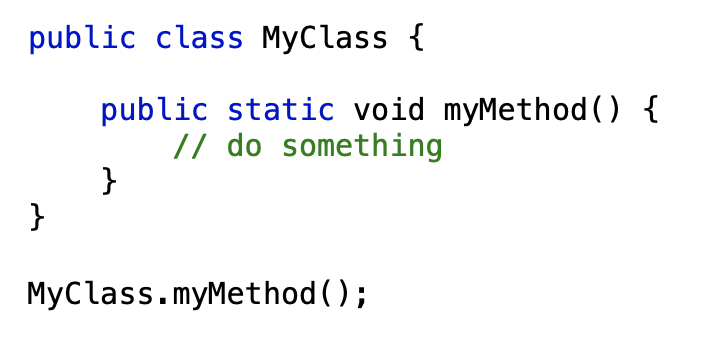 public class MyClass {
    public static void myMethod() {
        // do something
    }
}
MyClass.myMethod();